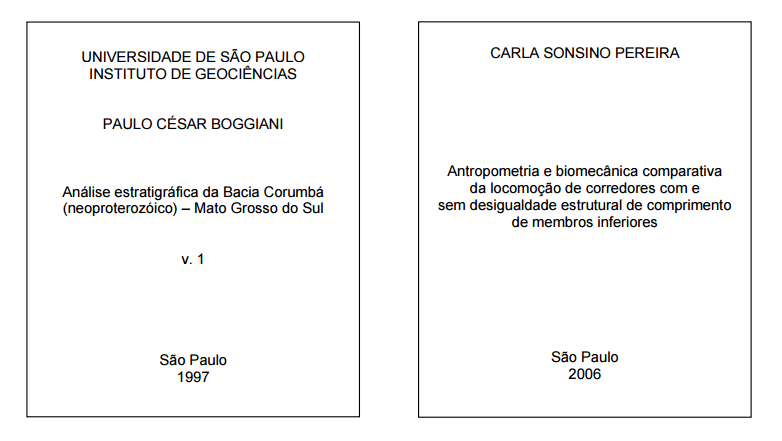 UNIVERSIDADE DE SÃO PAULO
INSTITUTO DE GEOCIÊNCIAS
PAULO CÉSAR BOGGIANI
Análise estratigráfica da Bacia Corumbá
(neoproterozóico) – Mato Grosso do Sul
v. 1
São Paulo
1997
CARLA SONSINO PEREIRA
Antropometria e biomecânica comparativa
da locomoção de corredores com e
sem desigualdade estrutural de comprimento
de membros inferiores
São Paulo
2006